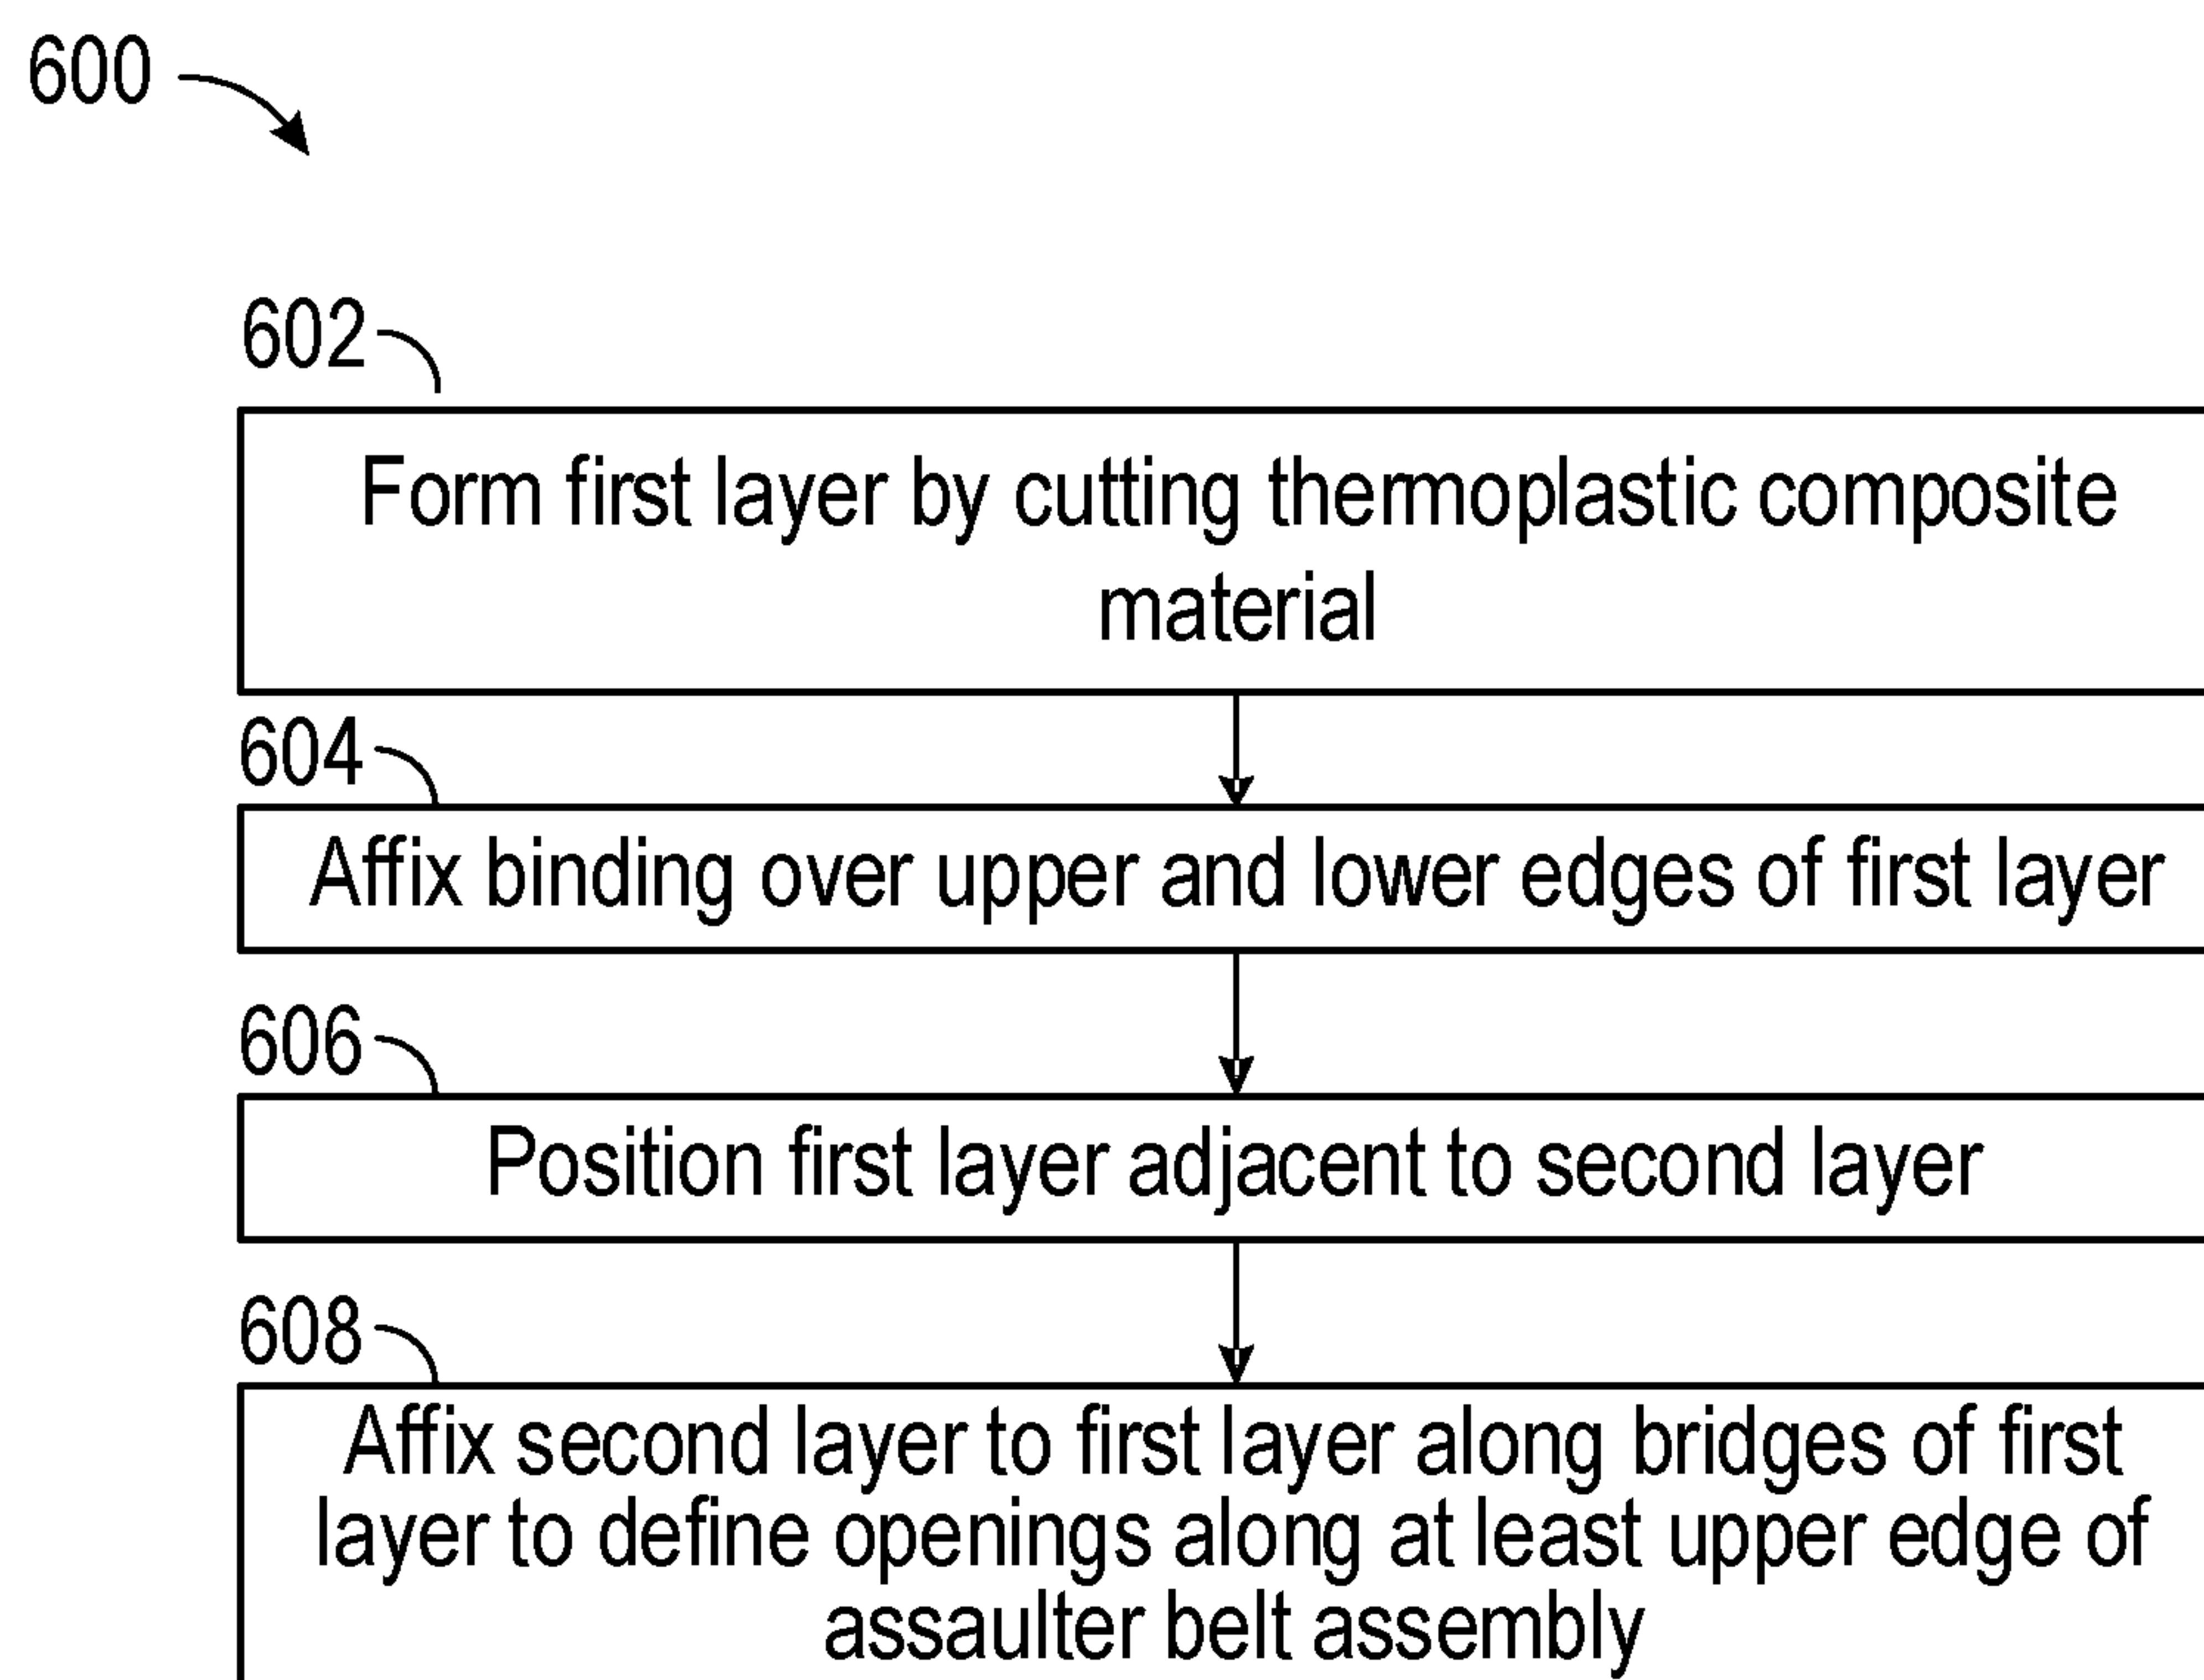 600
602
Form first layer by cutting thermoplastic composite
material
604
Affix binding over upper and lower edges of first layer
606
Position first layer adjacent to second layer
608
Affix second layer to first layer along bridges of first
layer to define openings along at least upper edge of
assaulter belt assembly